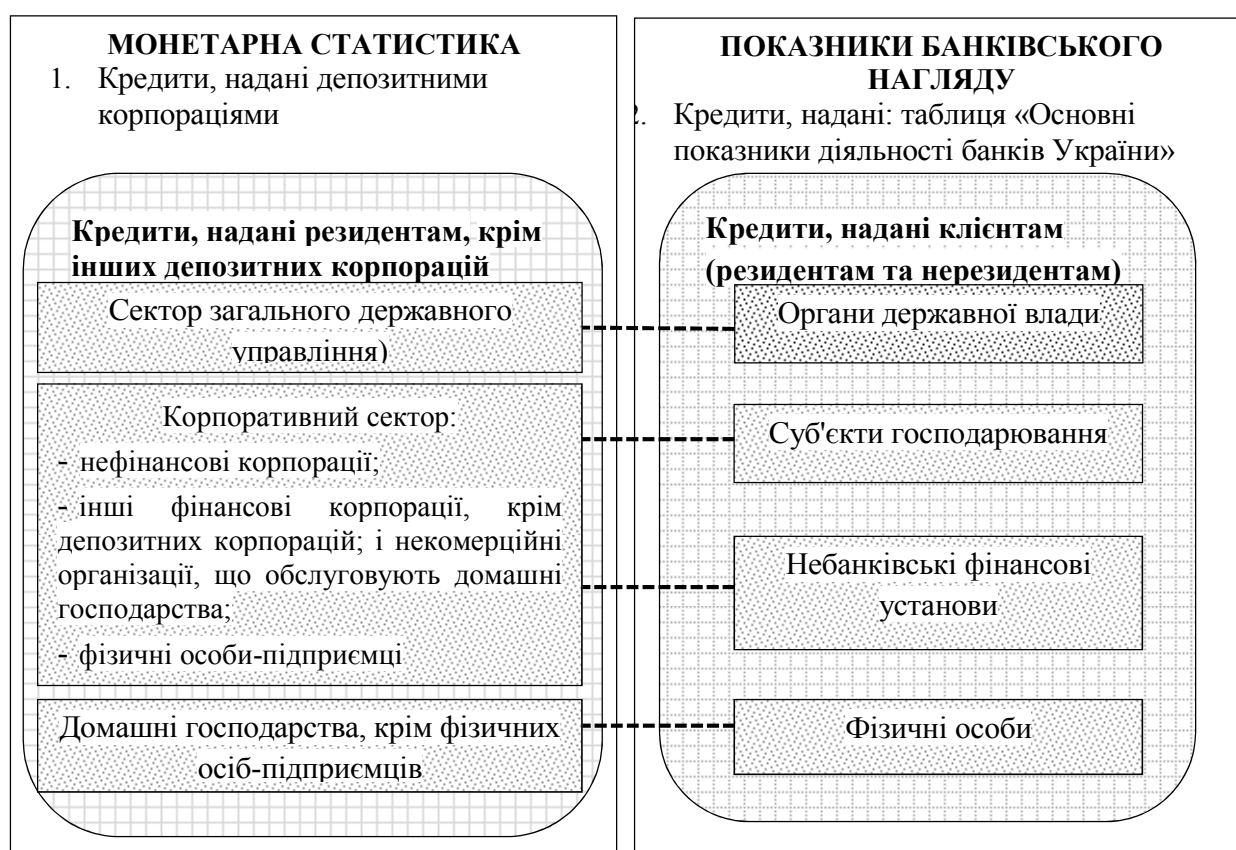 МОНЕТАРНА СТАТИСТИКА
1. Кредити, надані депозитними
корпораціями
Кредити, надані резидентам, крім
інших депозитних корпорацій
Сектор загального державного
управління)
Корпоративний сектор:
- нефінансові корпорації;
- інші фінансові корпорації, крім
депозитних корпорацій; і некомерційні
організації, що обслуговують домашні
господарства;
- фізичні особи-підприємці
Домашні господарства, крім фізичних
осіб-підприємців
ПОКАЗНИКИ БАНКІВСЬКОГО
НАГЛЯДУ
2. Кредити, надані: таблиця «Основні
показники діяльності банків України»
Кредити, надані клієнтам
(резидентам та нерезидентам)
Органи державної влади
Суб'єкти господарювання
Небанківські фінансові
установи
Фізичні особи